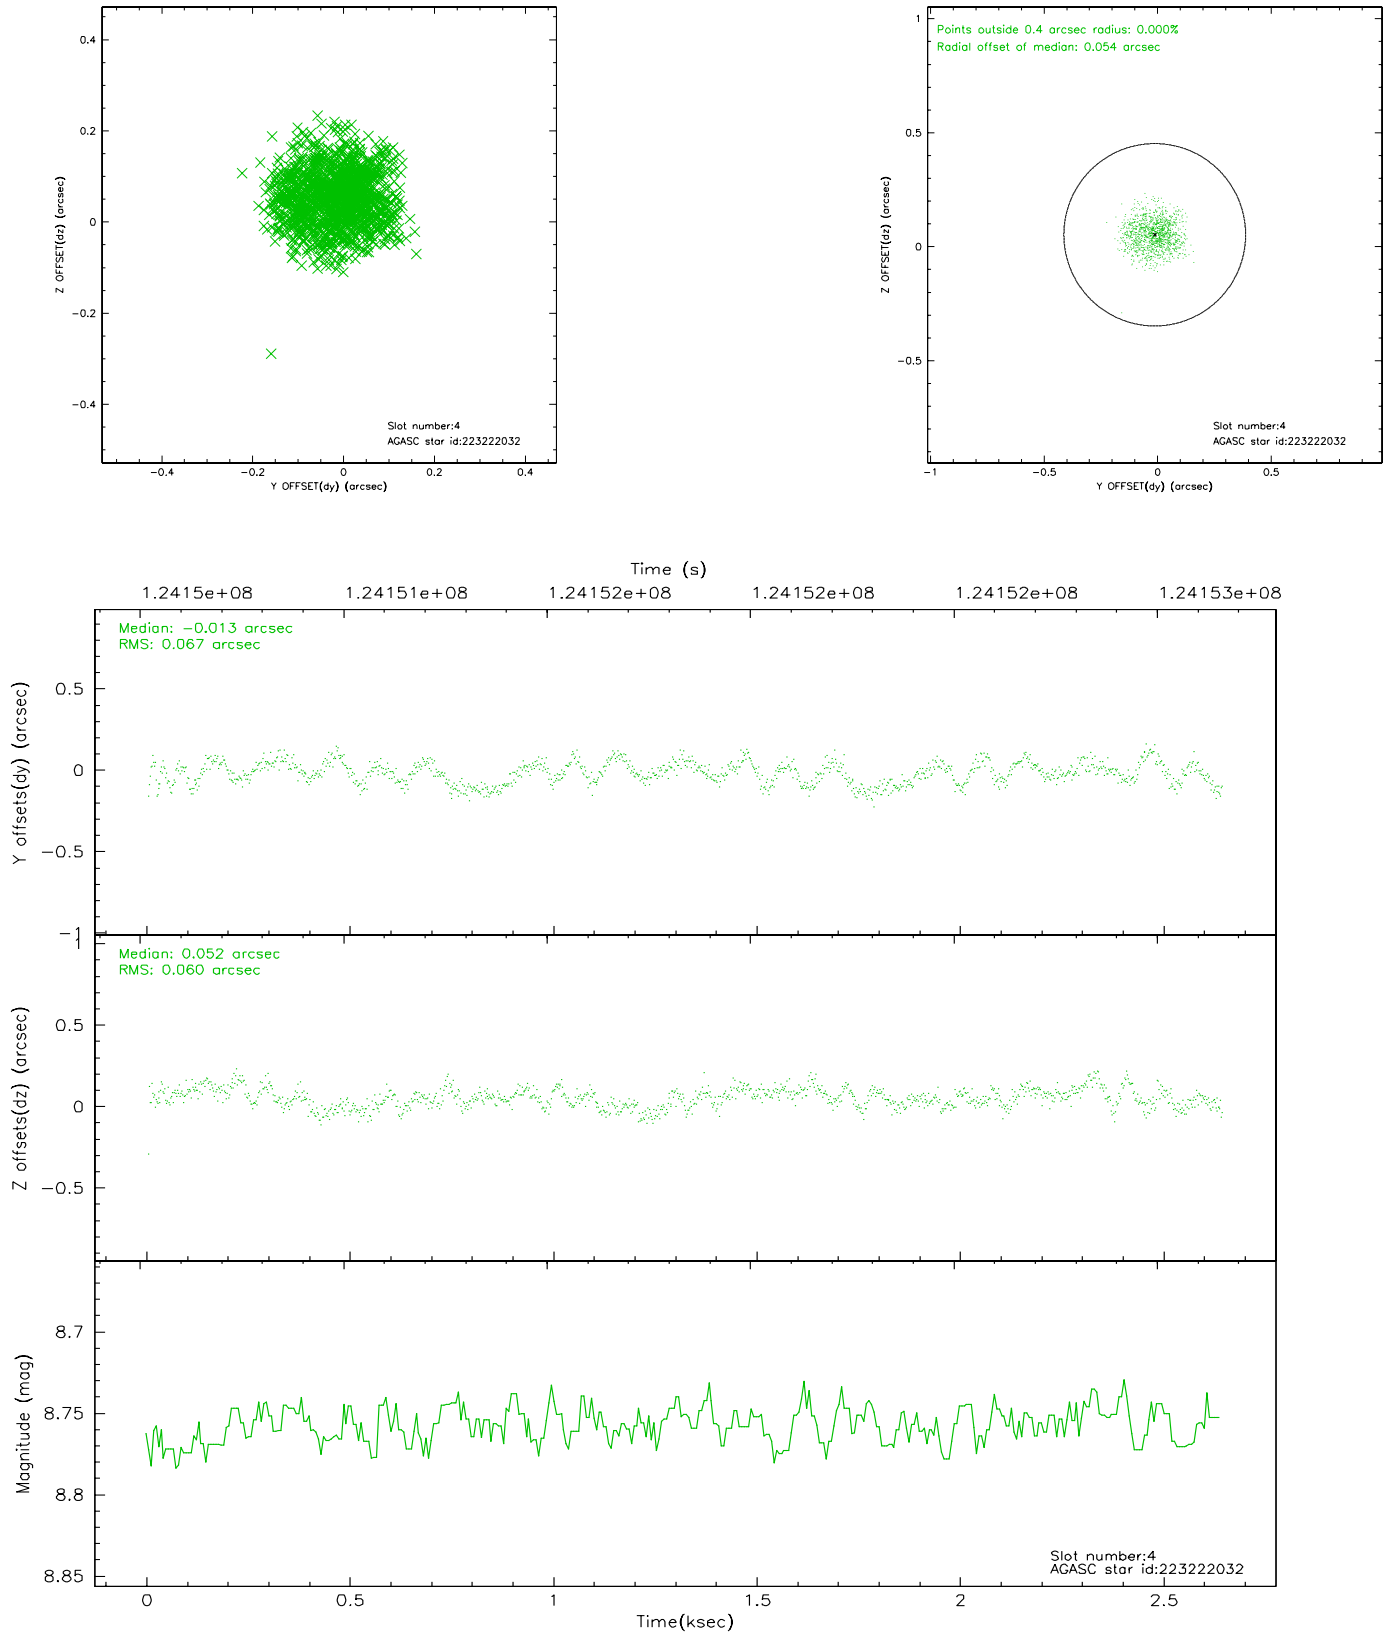 0.4
0.2
0
−0.2
−0.4
Z OFFSET(dz) (arcsec)
Slot number:4
AGASC star id:223222032
−0.4 −0.2 0 0.2 0.4
Y OFFSET(dy) (arcsec)
1
0.5
0
−0.5
Z OFFSET(dz) (arcsec)
Points outside 0.4 arcsec radius: 0.000%
Radial offset of median: 0.054 arcsec
Slot number:4
AGASC star id:223222032
−1 −0.5 0 0.5
Y OFFSET(dy) (arcsec)
Time (s)
1.2415e+08 1.24151e+08 1.24152e+08 1.24152e+08 1.24152e+08 1.24153e+08
Median: −0.013 arcsec
RMS: 0.067 arcsec
0.5
0
−0.5
−1
Y offsets(dy) (arcsec)
1
Median: 0.052 arcsec
RMS: 0.060 arcsec
0.5
0
−0.5
Z offsets(dz) (arcsec)
8.7
8.75
8.8
8.85
Magnitude (mag)
Slot number:4
AGASC star id:223222032
0 0.5 1 1.5 2 2.5
Time(ksec)